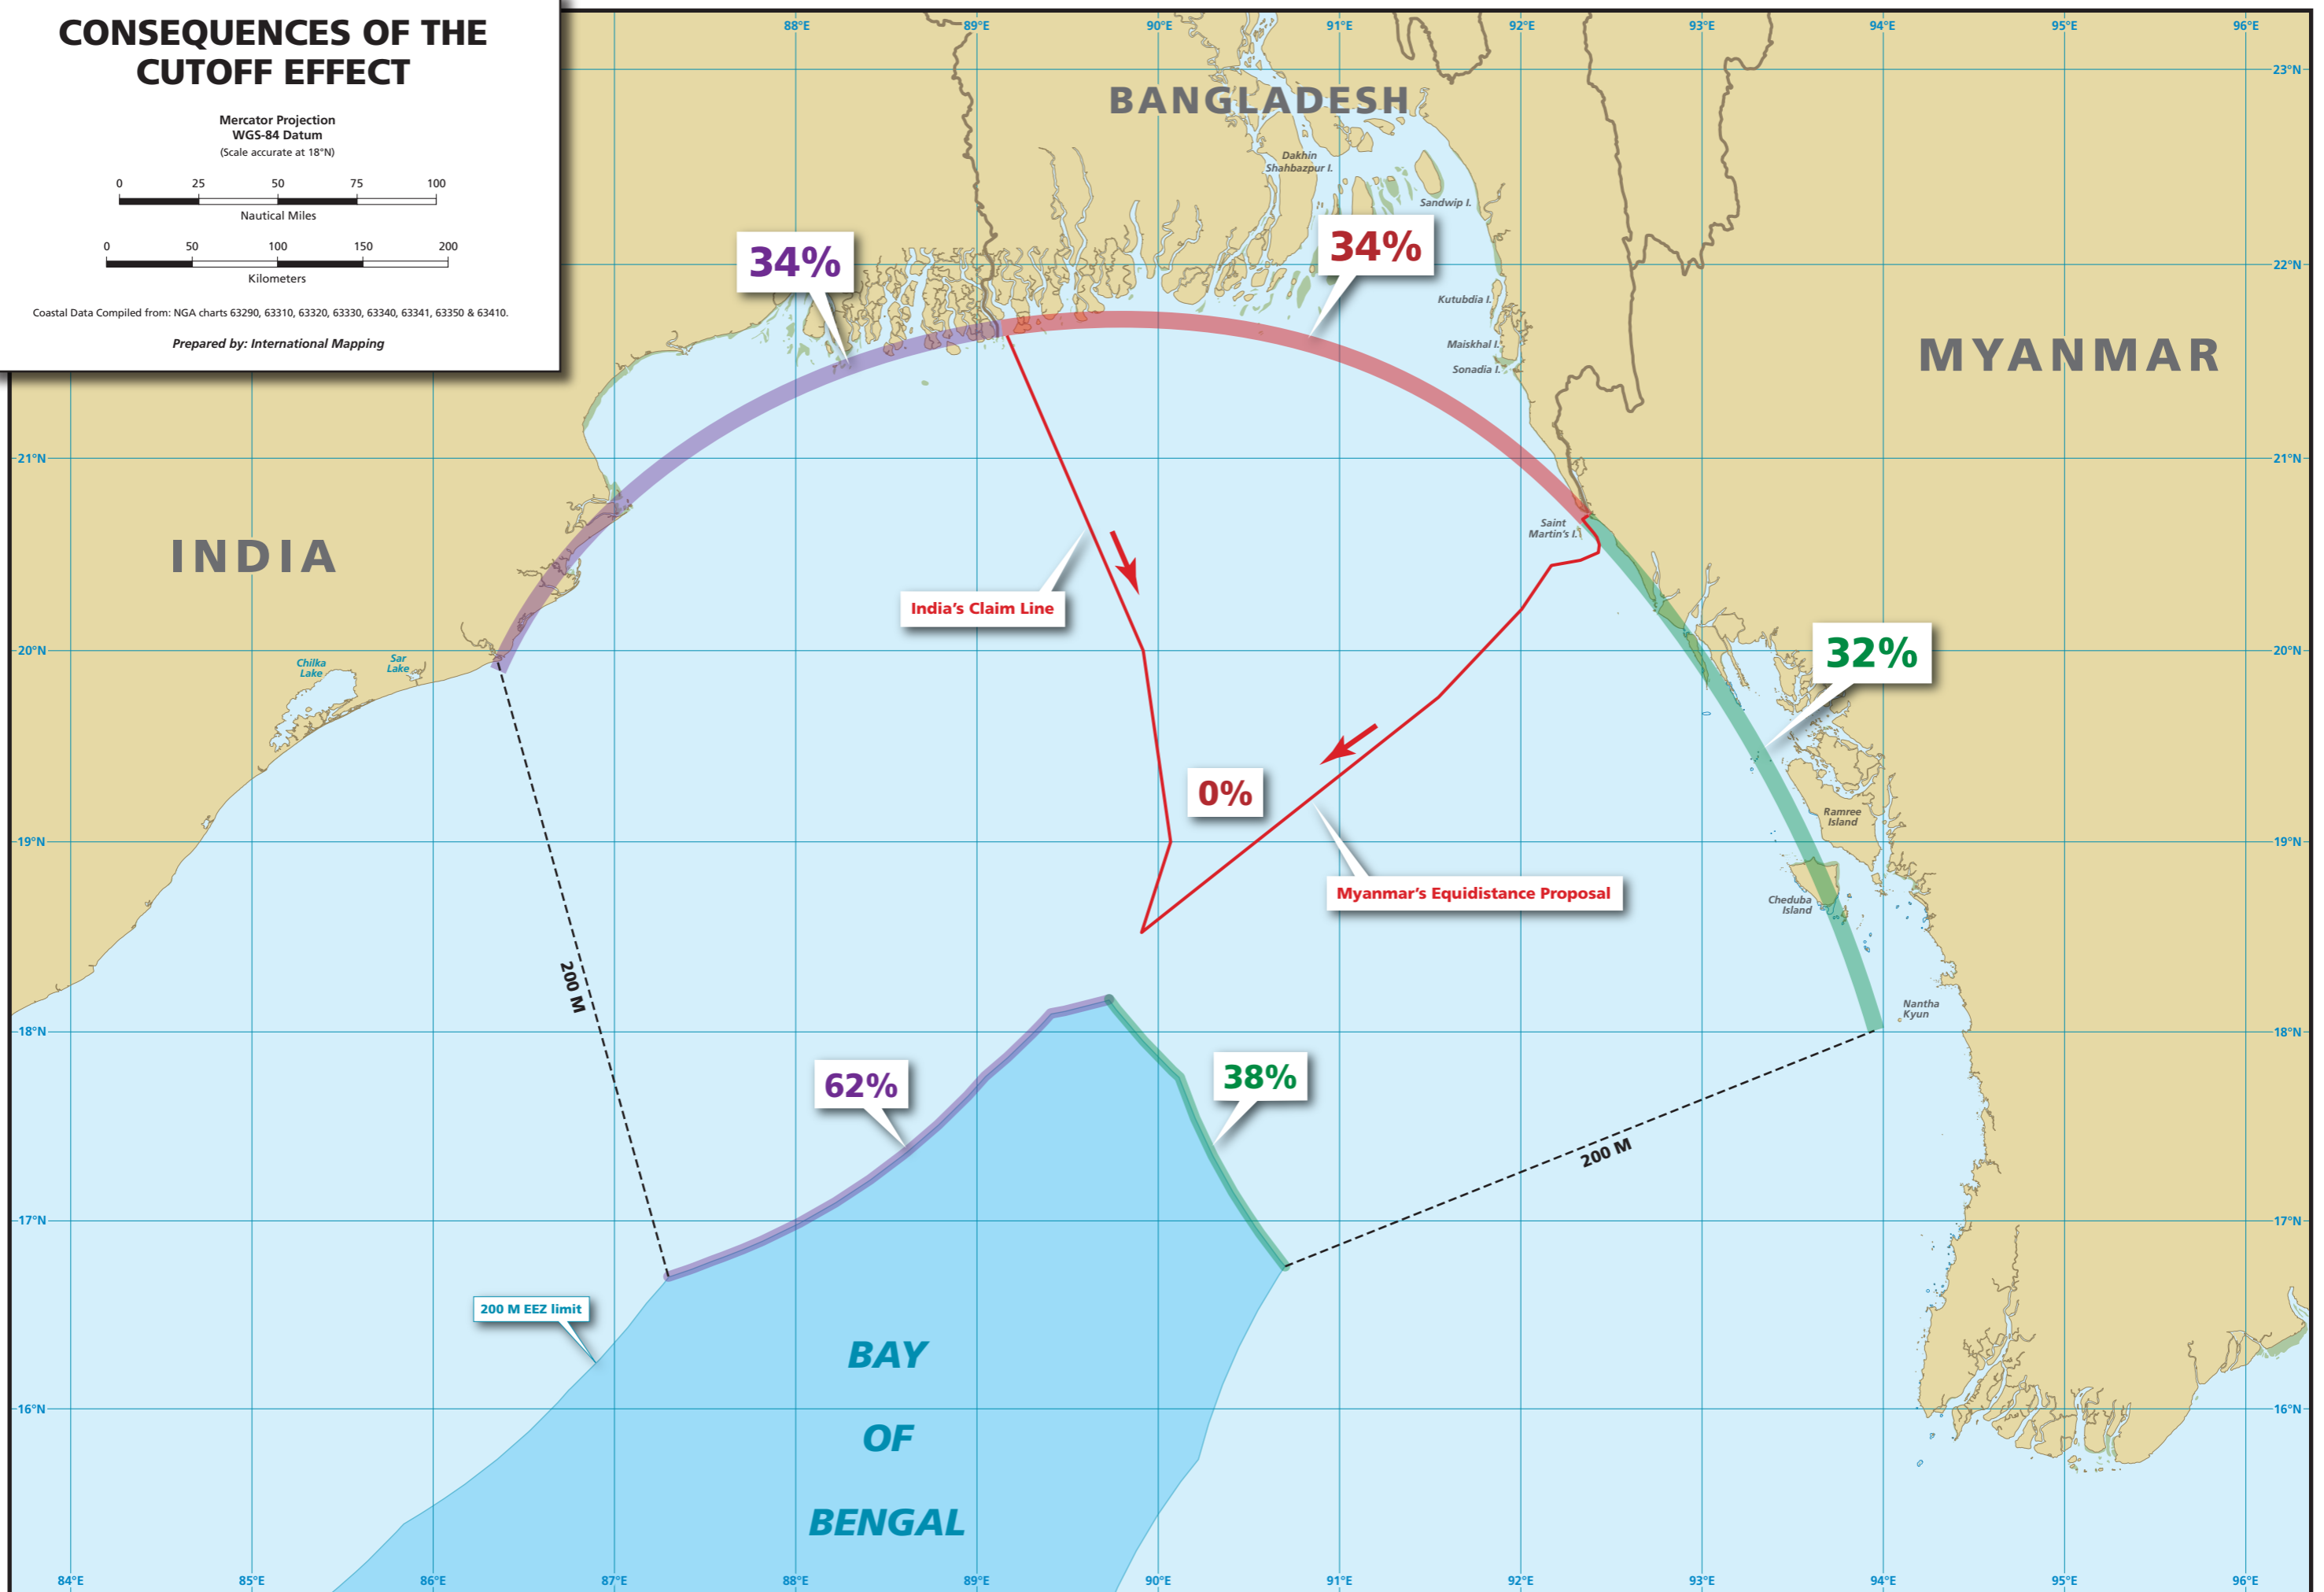 CONSEQUENCES OF THE
CUTOFF EFFECT
Mercator Projection
WGS-84 Datum
(Scale accurate at 18°N)
0 25 50 75 100
Nautical Miles
0 50 100 150 200
Kilometers
Coastal Data Compiled from: NGA charts 63290, 63310, 63320, 63330, 63340, 63341, 63350 & 63410.
Prepared by: International Mapping
88°E 89°E 90°E 91°E 92°E 93°E 94°E 95°E 96°E
23°N
BANGLADESH
Dakhin
Shahbazpur I.
Sandwip I.
34%
34%
22°N
Kutubdia I.
Maiskhal I.
Sonadia I.
MYANMAR
21°N
21°N
INDIA
Saint
Martin's I.
India's Claim Line
32%
20°N
20°N
Chilka
Lake
Sar
Lake
0%
Ramree
Island
19°N
19°N
Myanmar's Equidistance Proposal
Cheduba
Island
200 M
Nantha
Kyun
18°N
18°N
62%
38%
200 M
17°N
17°N
200 M EEZ limit
BAY
OF
BENGAL
16°N
16°N
84°E 85°E 86°E 87°E 88°E 89°E 90°E 91°E 92°E 93°E 94°E 95°E 96°E